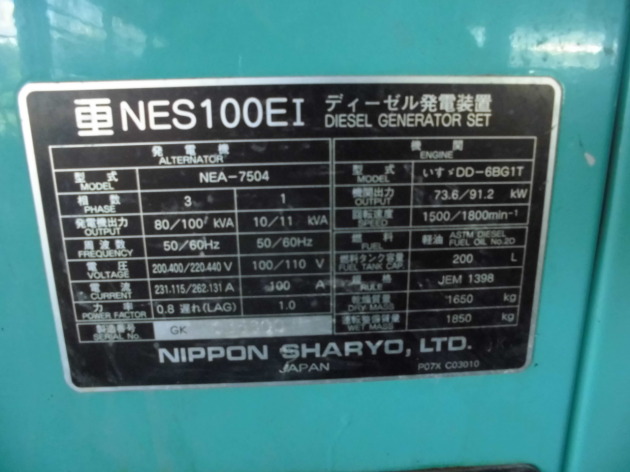 重 NES100EI ディーゼル発電装置
DIESEL GENERATOR SET
発電機
ALTERNATOR
型式 MODEL NEA-7504
相数 PHASE 3 1
発電機出力 OUTPUT 80/100 kVA 10/11 kVA
周波数 FREQUENCY 50/60Hz 50/60Hz
電圧 VOLTAGE 200.400/220.440 V 100/110 V
電流 CURRENT 231.115/262.131 A 100 A
力率 POWER FACTOR 0.8 遅れ(LAG) 1.0
製造番号 SERIAL No. GK
機関
ENGINE
型式 MODEL いすゞDD-6BG1T
機関出力 OUTPUT 73.6/91.2 kW
回転速度 SPEED 1500/1800min⁻¹
燃料 FUEL 軽油 ASTM DIESEL FUEL OIL No.2D
燃料タンク容量 FUEL TANK CAP. 200 L
規格 RULE JEM 1398
乾燥質量 DRY MASS 1650 kg
運転整備質量 WET MASS 1850 kg
NIPPON SHARYO, LTD.
JAPAN P07X C03010